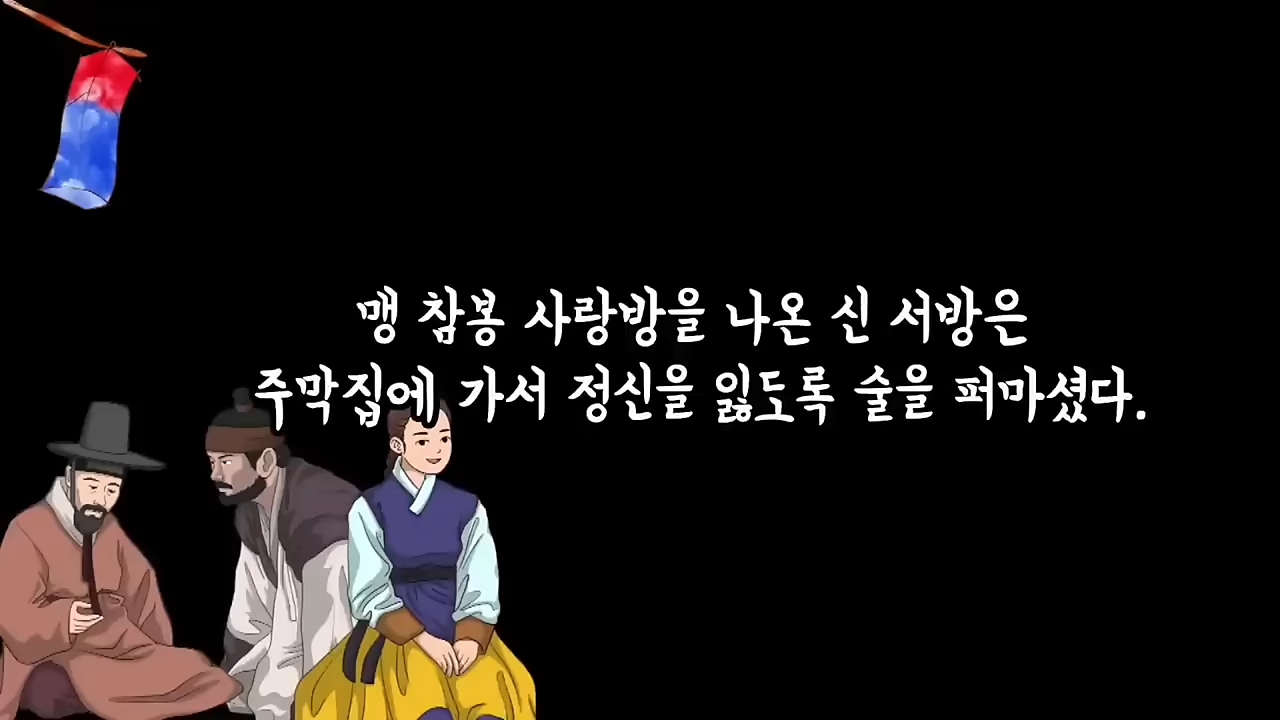 맹 참봉 사랑방을 나온 신 서방은
주막집에 가서 정신을 잃도록 술을 퍼마셨다.